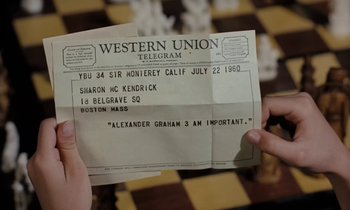 WESTERN UNION
TELEGRAM
YBU 34 SIR MONTEREY CALIF JULY 22 1960
SHARON MC KENDRICK
18 BELGRAVE SQ
BOSTON MASS
"ALEXANDER GRAHAM 3 AM IMPORTANT."